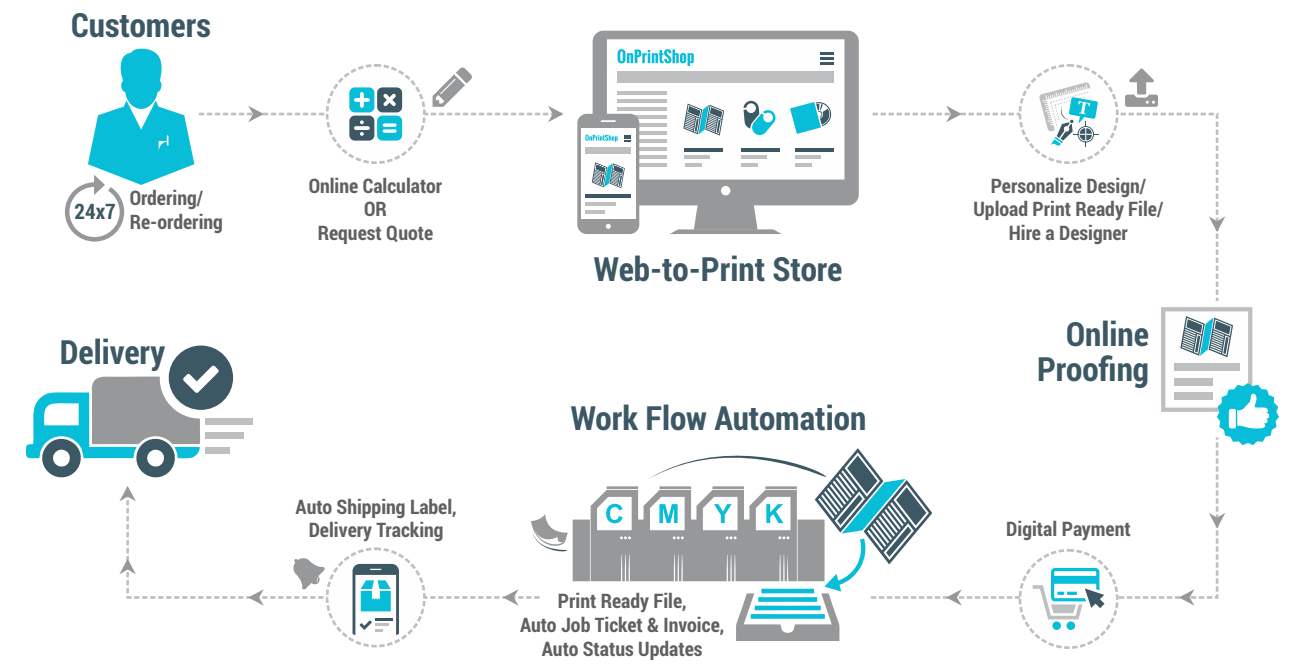 Customers
24x7
Ordering/
Re-ordering
Online Calculator
OR
Request Quote
OnPrintShop
OnPrintShop
Web-to-Print Store
T
Personalize Design/
Upload Print Ready File/
Hire a Designer
Online
Proofing
Digital Payment
Work Flow Automation
C M Y K
Print Ready File,
Auto Job Ticket & Invoice,
Auto Status Updates
Auto Shipping Label,
Delivery Tracking
Delivery